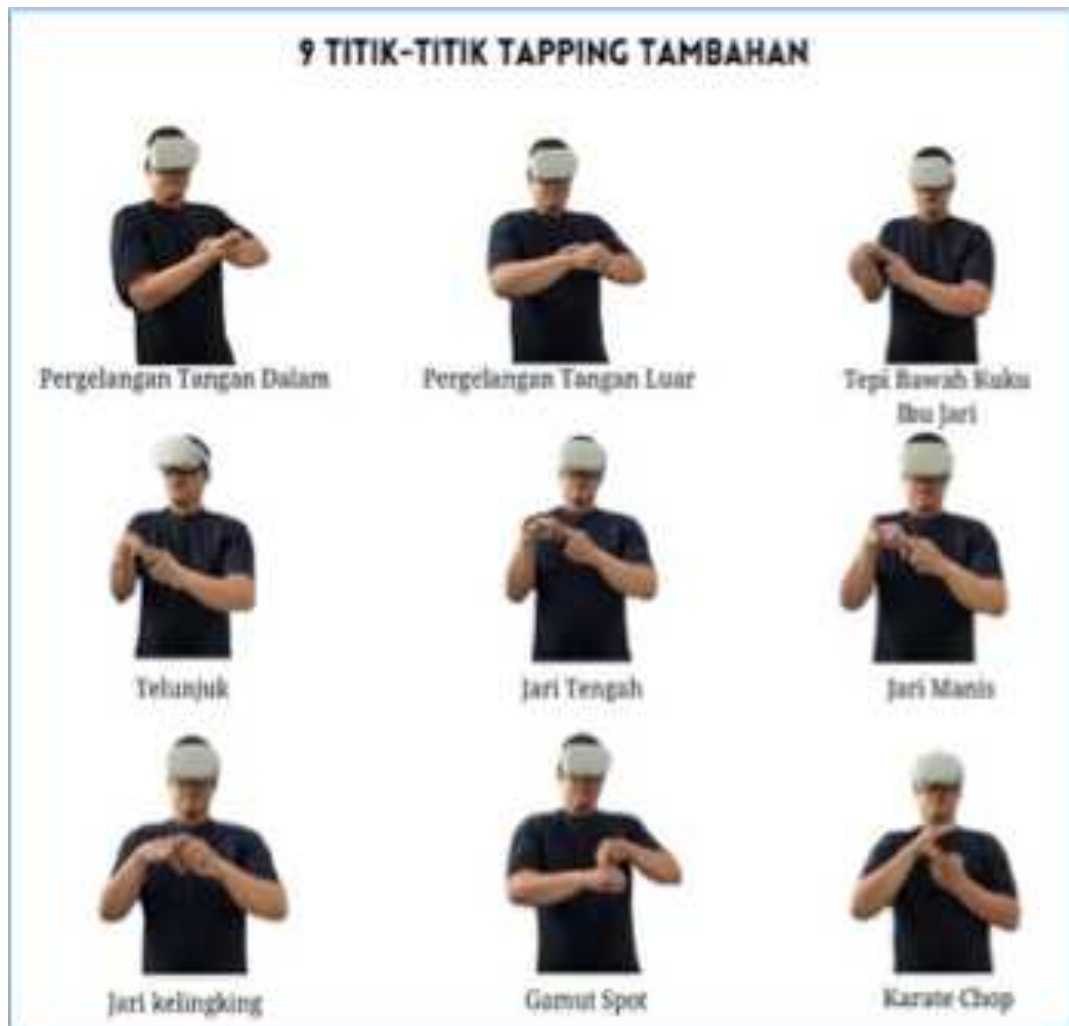 9 TITIK-TITIK TAPPING TAMBAHAN
Pergelangan Tangan Dalam
Pergelangan Tangan Luar
Tepi Bawah Kuku
Ibu Jari
Telunjuk
Jari Tengah
Jari Manis
Jari kelingking
Gamut Spot
Karate Chop